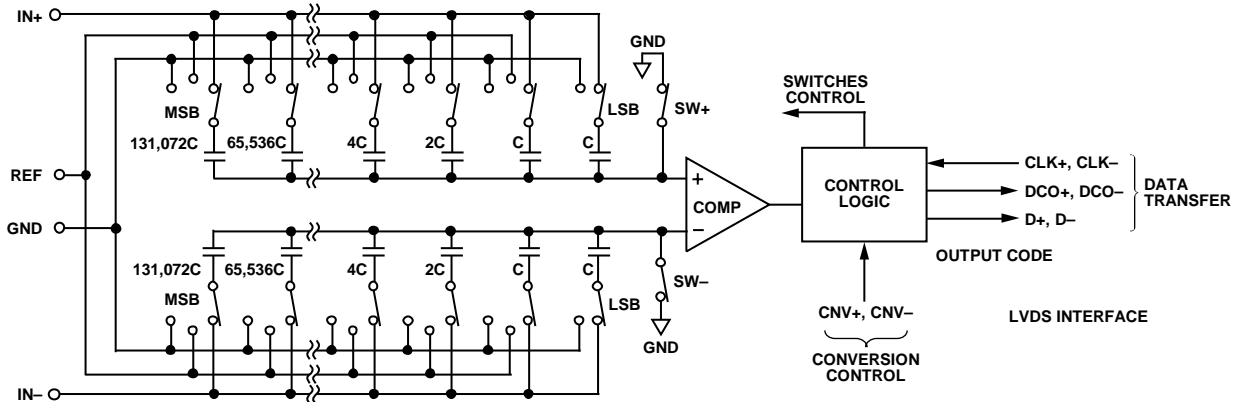 IN+
GND
SWITCHES
CONTROL
MSB
LSB
SW+
131,072C
65,536C
4C
2C
C
C
REF
GND
+
COMP
–
CONTROL
LOGIC
CLK+, CLK–
DCO+, DCO–
D+, D–
DATA
TRANSFER
OUTPUT CODE
131,072C
65,536C
4C
2C
C
C
MSB
LSB
SW–
GND
CNV+, CNV–
CONVERSION
CONTROL
LVDS INTERFACE
IN–